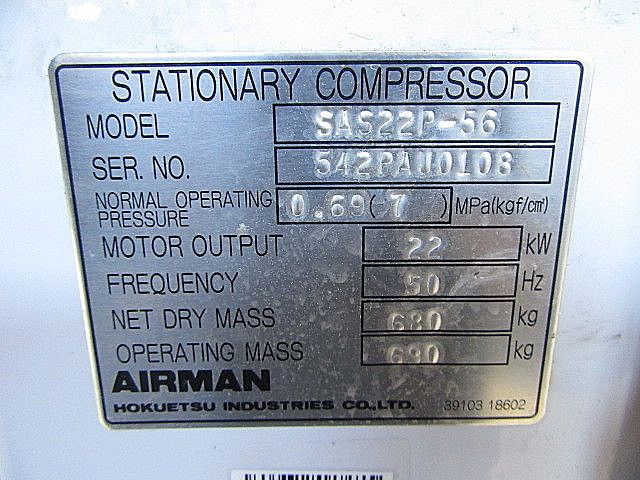 STATIONARY COMPRESSOR
MODEL SAS22P-56
SER. NO. 542PAU0108
NORMAL OPERATING PRESSURE 0.69(7) MPa(kgf/cm²)
MOTOR OUTPUT 22 kW
FREQUENCY 50 Hz
NET DRY MASS 680 kg
OPERATING MASS 690 kg
AIRMAN
HOKUETSU INDUSTRIES CO.,LTD. 39103 18602